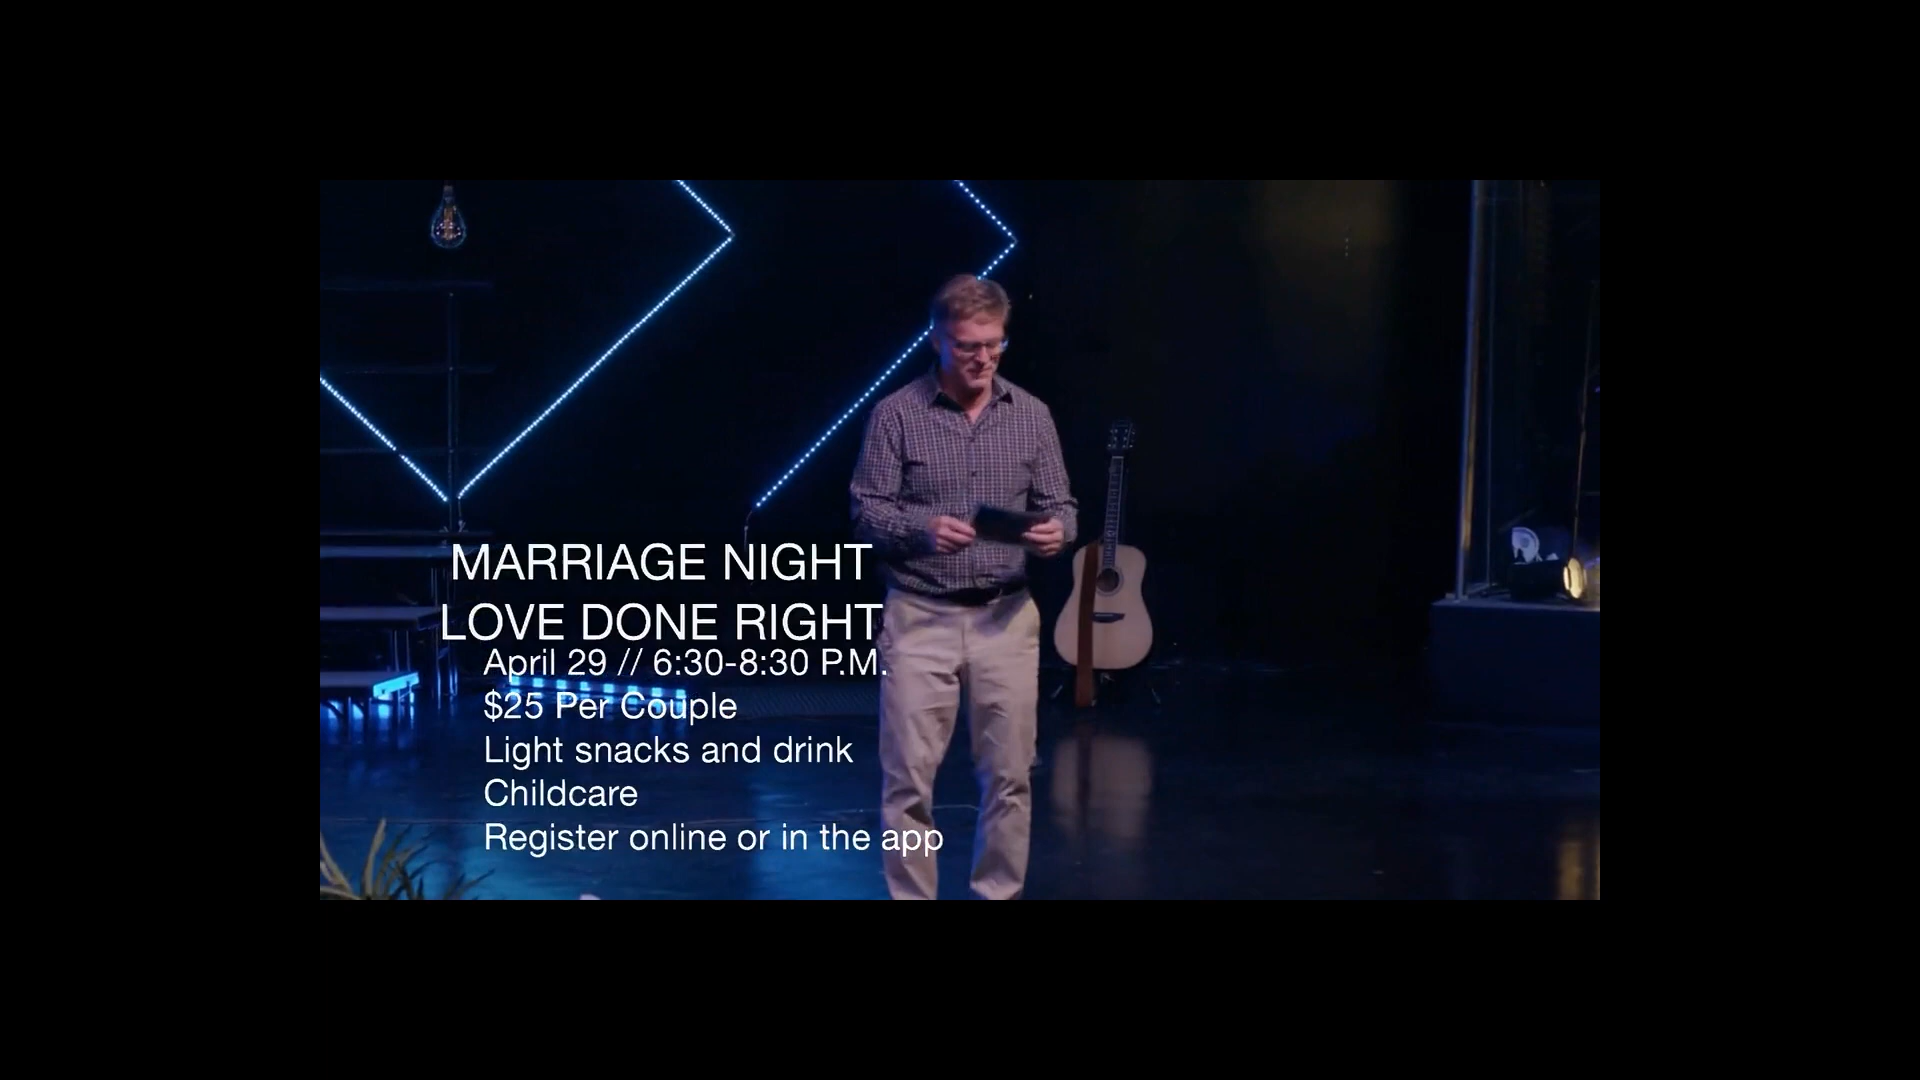 MARRIAGE NIGHT
LOVE DONE RIGHT
April 29 // 6:30-8:30 P.M.
$25 Per Couple
Light snacks and drink
Childcare
Register online or in the app